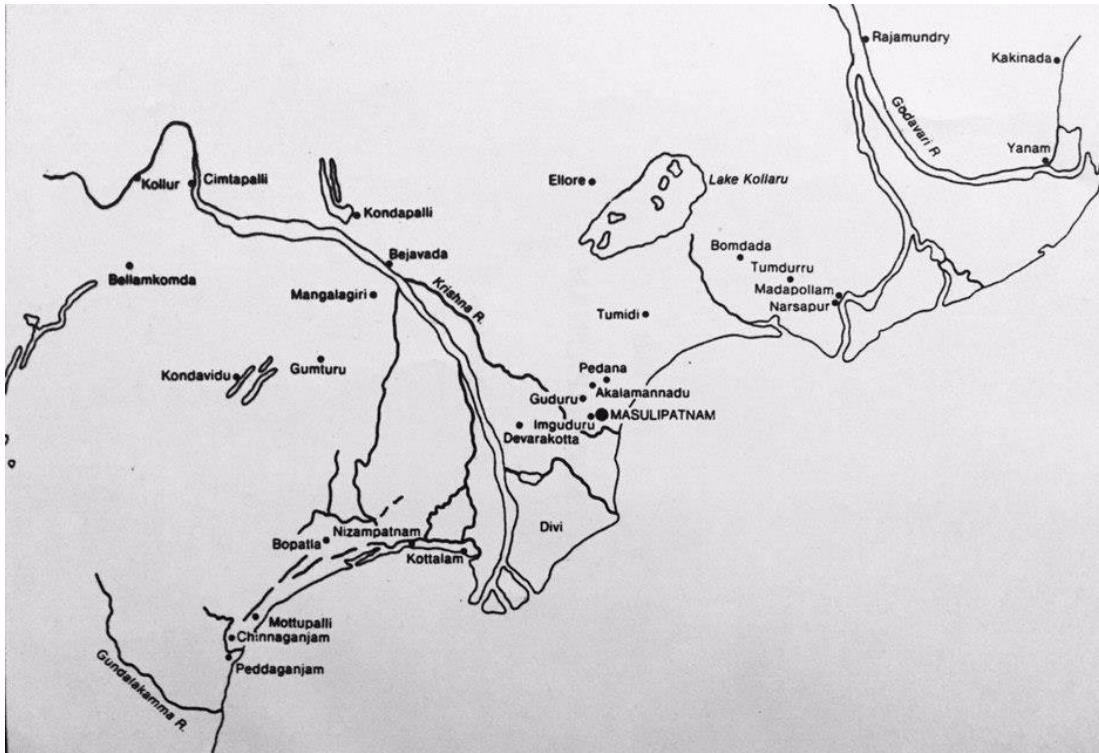 Rajamundry
Kakinada
Godavari R
Yanam
Kollur
Cimtapalli
Ellore
Lake Kollaru
Kondapalli
Bomdada
Bejavada
Bellamkomda
Tumdurru
Mangalagiri
Krishna R.
Madapollam
Narsapur
Tumidi
Gumturu
Kondavidu
Pedana
Akalamannadu
Guduru
MASULIPATNAM
Imguduru
Devarakotta
Nizampatnam
Divi
Bopatla
Kottalam
Mottupalli
Chinnaganjam
Peddaganjam
Gundalakamma R.